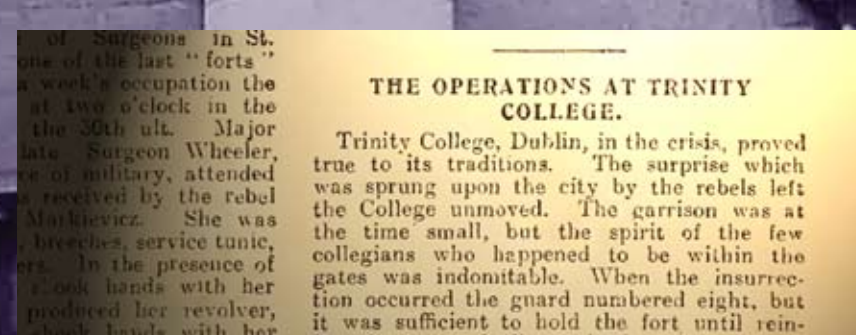 of Surgeons in St.
one of the last " forts "
a week's occupation the
at two o'clock in the
the 30th ult. Major
late Surgeon Wheeler,
of military, attended
received by the rebel
Markievicz. She was
, breeches, service tunic,
In the presence of
shook hands with her
produced her revolver,
shook hands with her
THE OPERATIONS AT TRINITY
COLLEGE.
Trinity College, Dublin, in the crisis, proved
true to its traditions. The surprise which
was sprung upon the city by the rebels left
the College unmoved. The garrison was at
the time small, but the spirit of the few
collegians who happened to be within the
gates was indomitable. When the insurrec-
tion occurred the guard numbered eight, but
it was sufficient to hold the fort until rein-